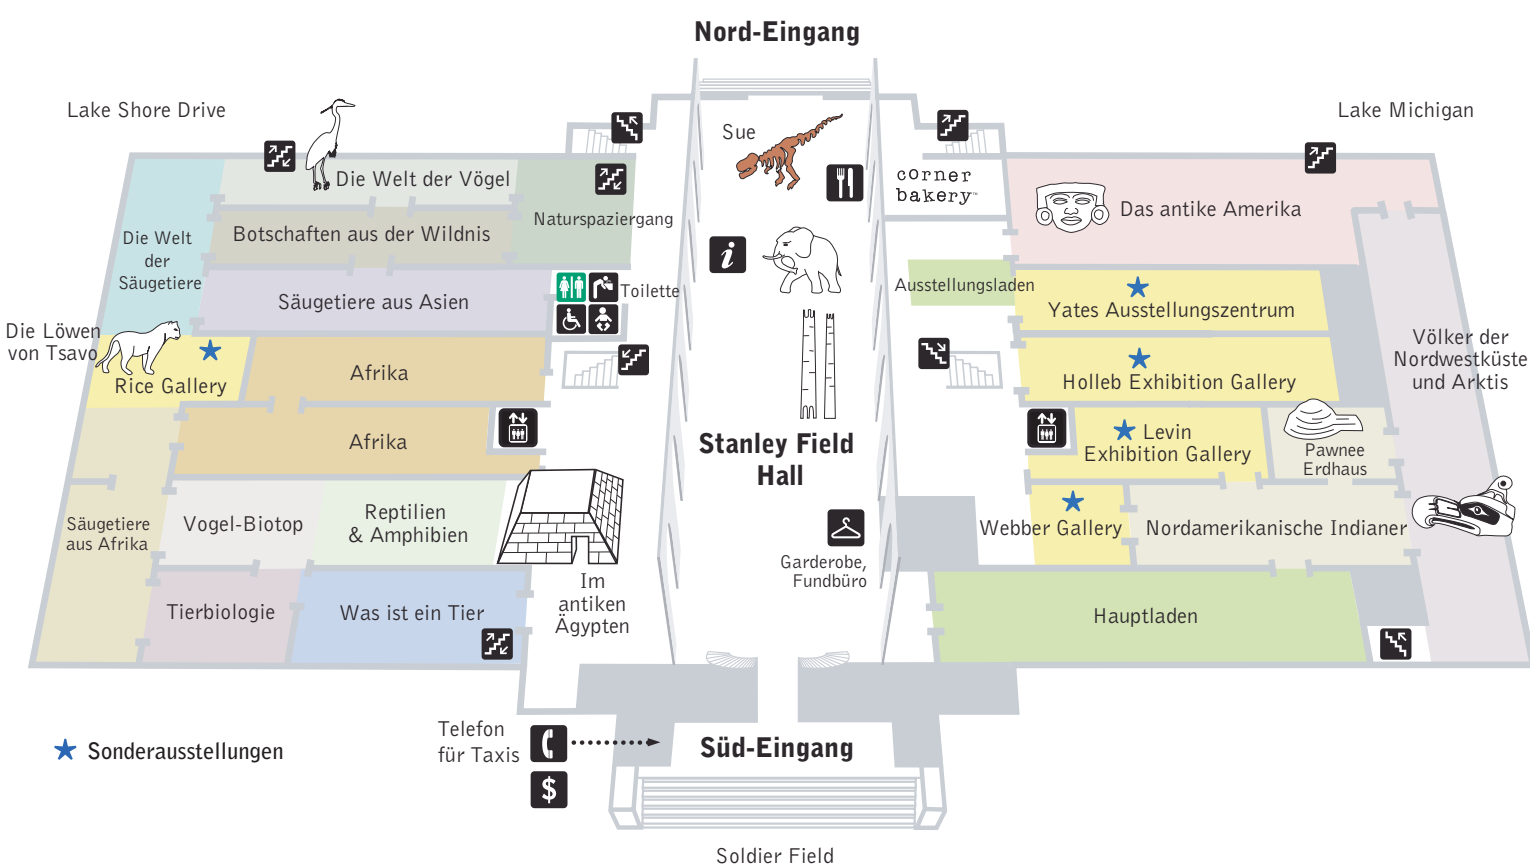 Nord-Eingang
Lake Shore Drive
Lake Michigan
Sue
corner
bakery™
Die Welt der Vögel
Naturspaziergang
Das antike Amerika
Botschaften aus der Wildnis
Die Welt
der
Säugetiere
i
Ausstellungsladen
Toilette
Säugetiere aus Asien
Yates Ausstellungszentrum
Die Löwen
von Tsavo
Rice Gallery
Afrika
Holleb Exhibition Gallery
Völker der
Nordwestküste
und Arktis
Afrika
Stanley Field
Hall
Levin
Exhibition Gallery
Pawnee
Erdhaus
Säugetiere
aus Afrika
Vogel-Biotop
Reptilien
& Amphibien
Webber Gallery
Nordamerikanische Indianer
Garderobe,
Fundbüro
Im
antiken
Ägypten
Tierbiologie
Was ist ein Tier
Hauptladen
Sonderausstellungen
Telefon
für Taxis
$
Süd-Eingang
Soldier Field